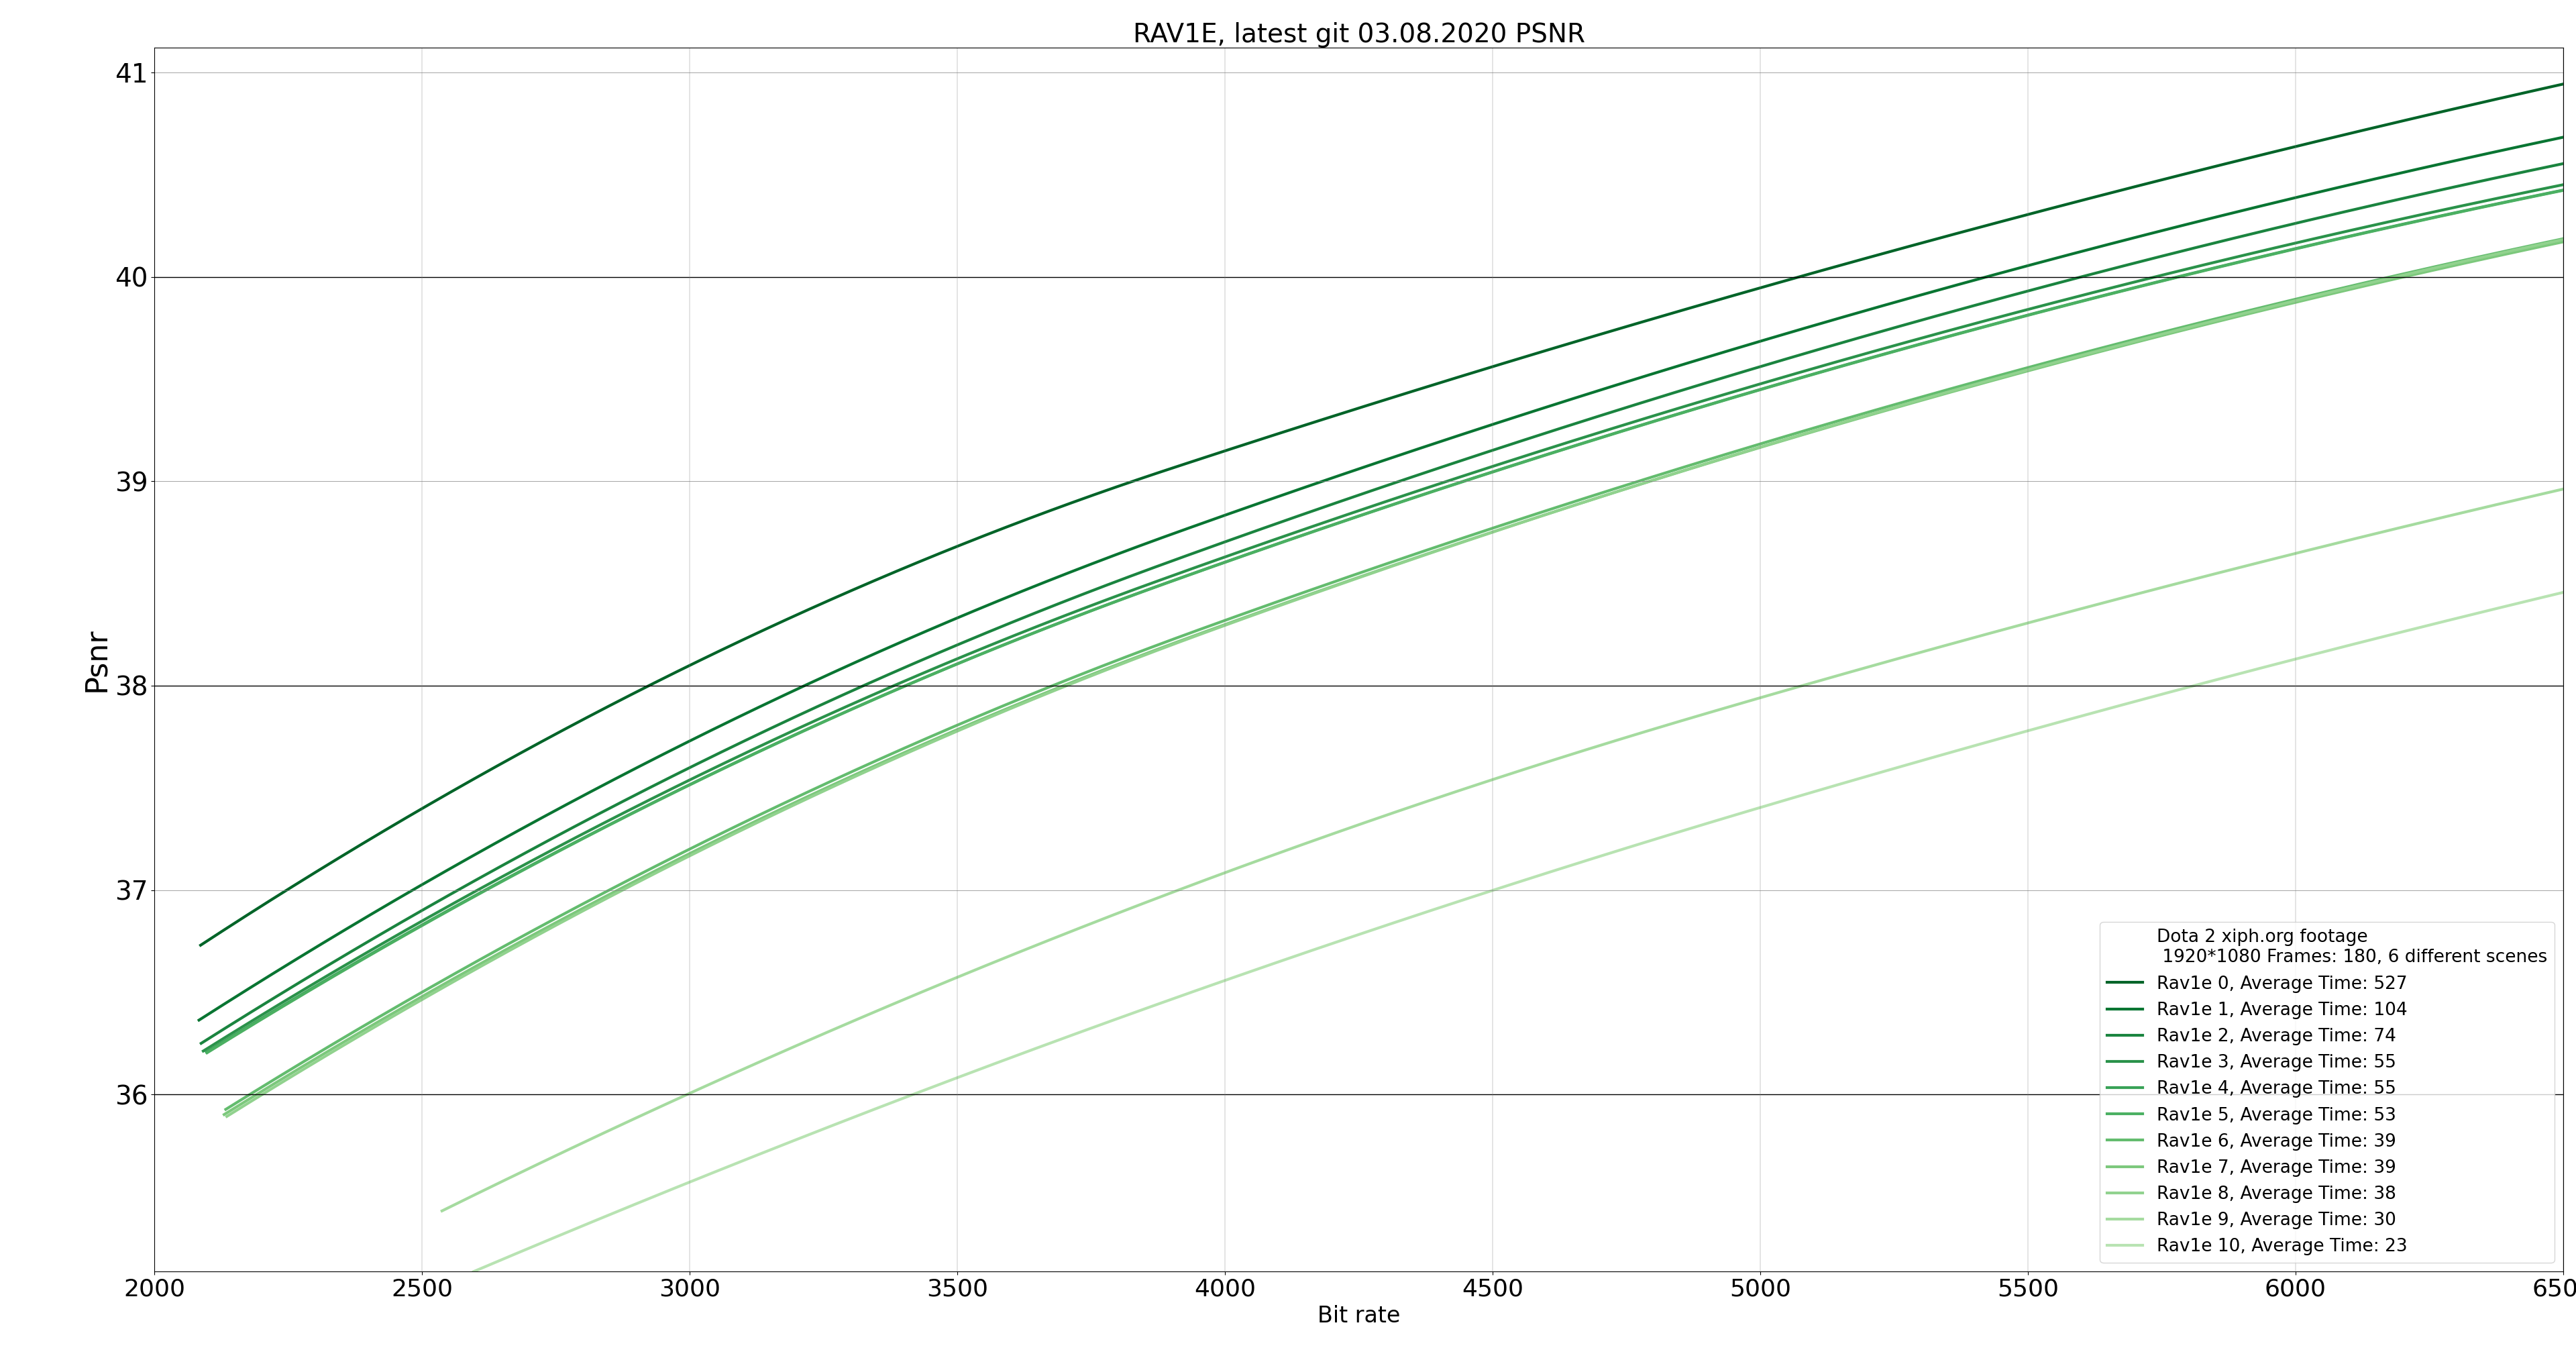 RAV1E, latest git 03.08.2020 PSNR
41
40
39
38
37
36
Psnr
2000 2500 3000 3500 4000 4500 5000 5500 6000 650
Bit rate
Dota 2 xiph.org footage
1920*1080 Frames: 180, 6 different scenes
Rav1e 0, Average Time: 527
Rav1e 1, Average Time: 104
Rav1e 2, Average Time: 74
Rav1e 3, Average Time: 55
Rav1e 4, Average Time: 55
Rav1e 5, Average Time: 53
Rav1e 6, Average Time: 39
Rav1e 7, Average Time: 39
Rav1e 8, Average Time: 38
Rav1e 9, Average Time: 30
Rav1e 10, Average Time: 23